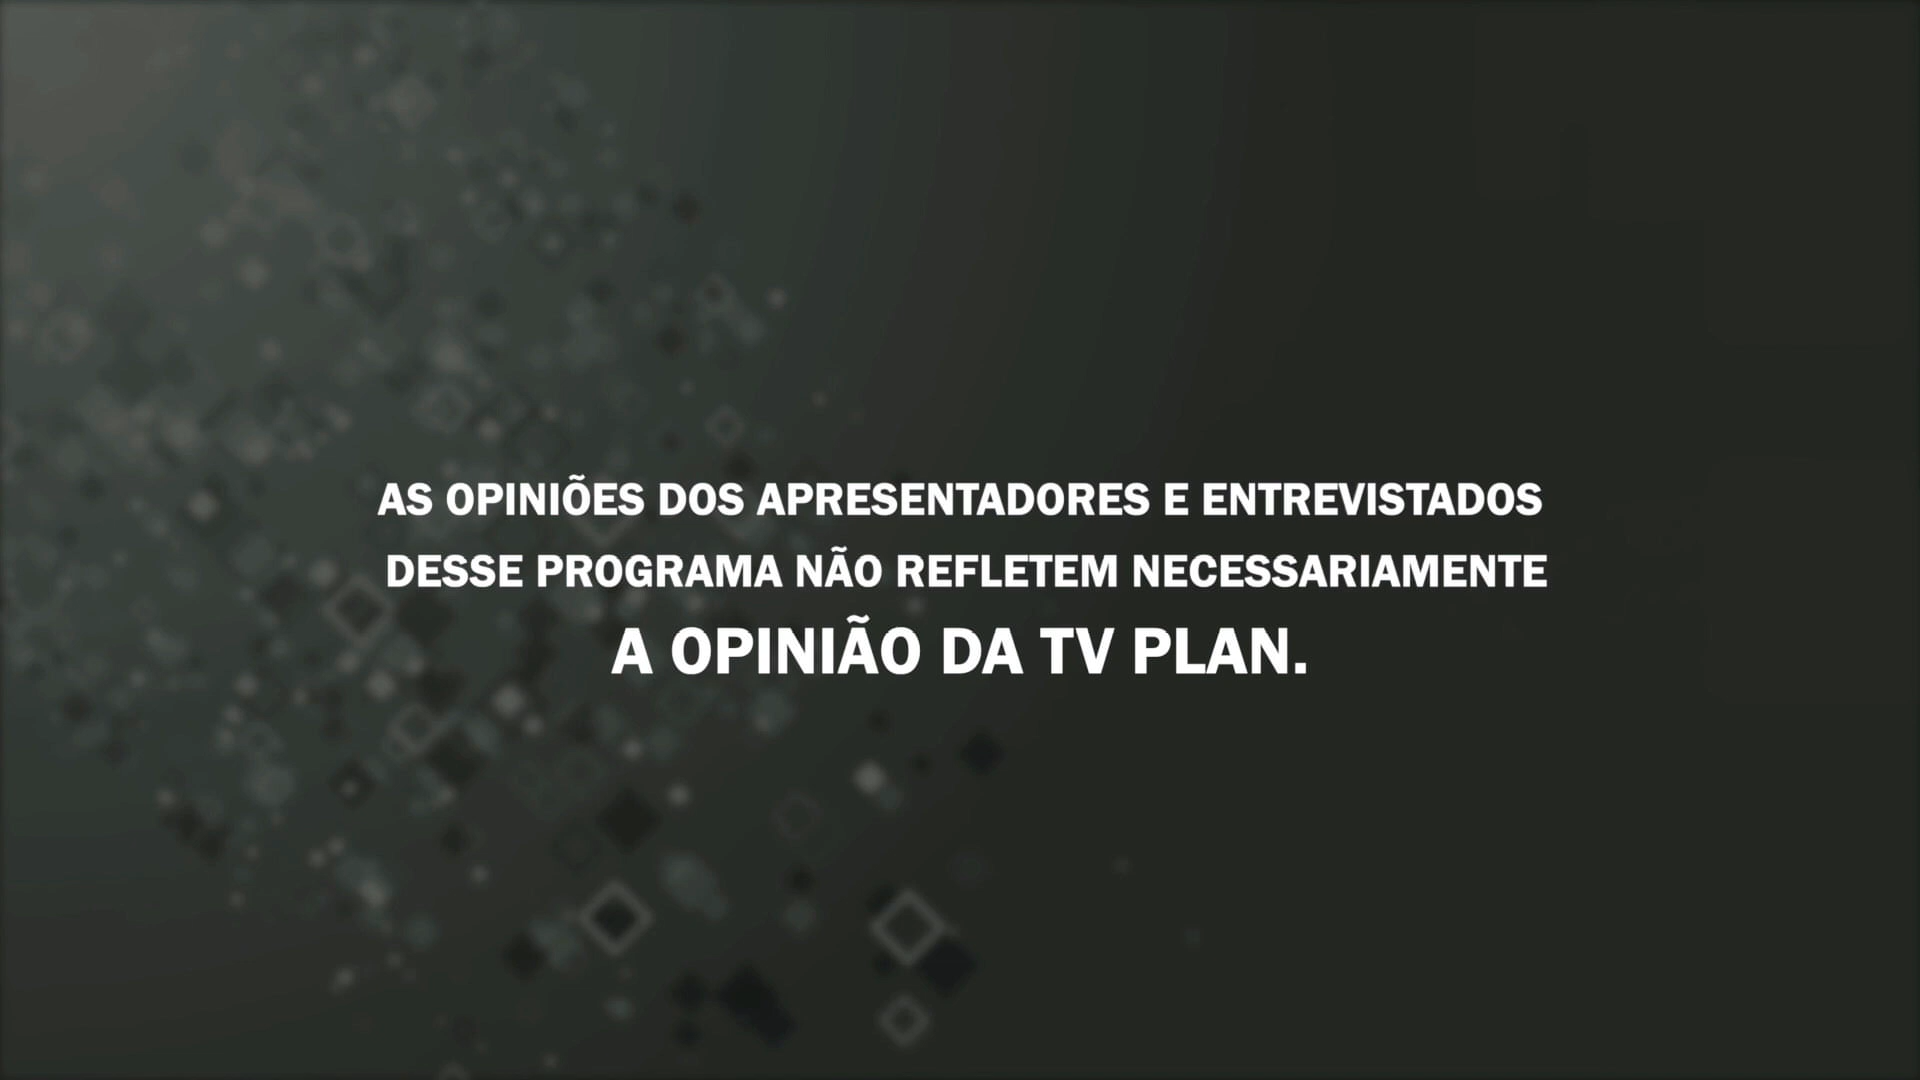 AS OPINIÕES DOS APRESENTADORES E ENTREVISTADOS
DESSE PROGRAMA NÃO REFLETEM NECESSARIAMENTE
A OPINIÃO DA TV PLAN.